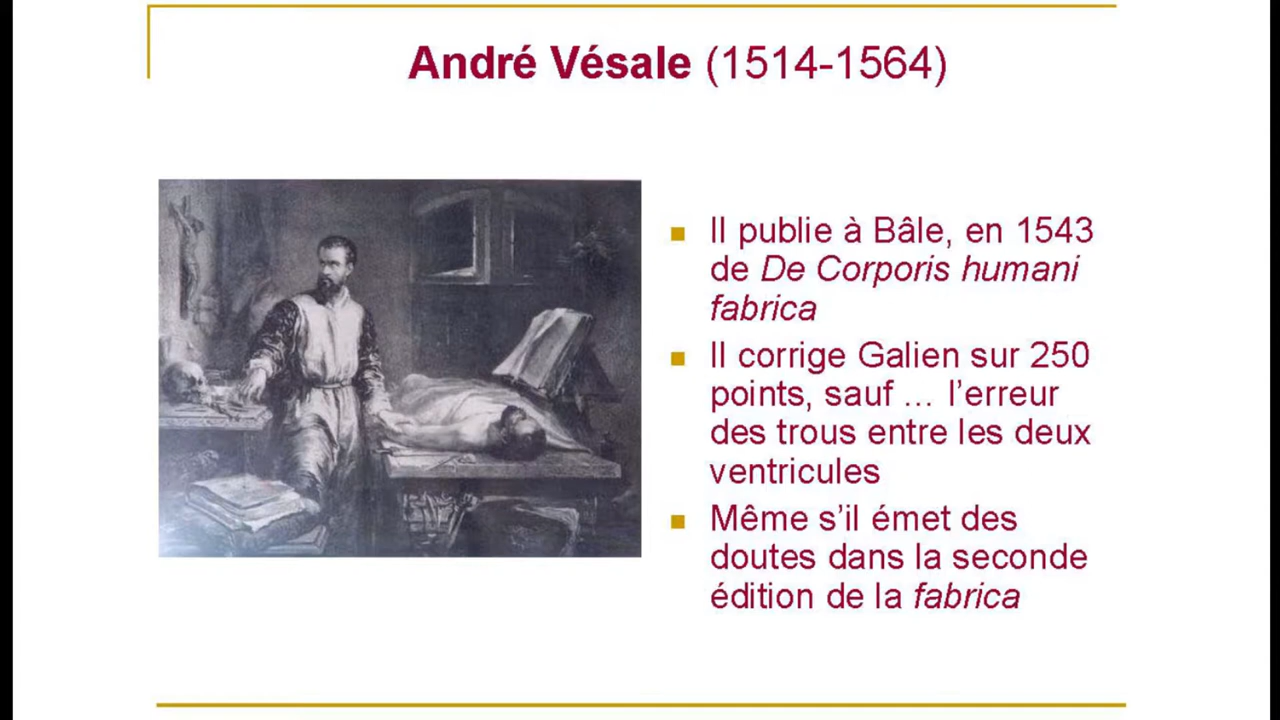 André Vésale (1514-1564)
Il publie à Bâle, en 1543
de De Corporis humani
fabrica
Il corrige Galien sur 250
points, sauf ... l'erreur
des trous entre les deux
ventricules
Même s'il émet des
doutes dans la seconde
édition de la fabrica